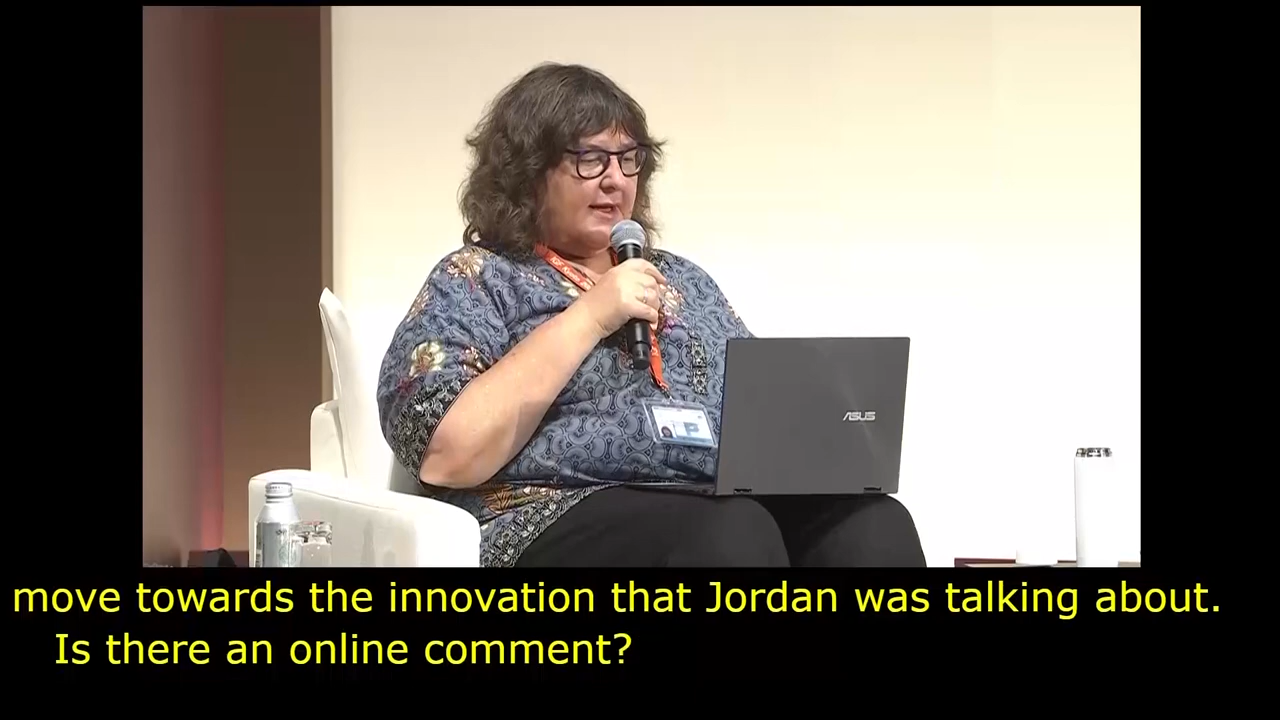 ASUS
P
move towards the innovation that Jordan was talking about.
Is there an online comment?